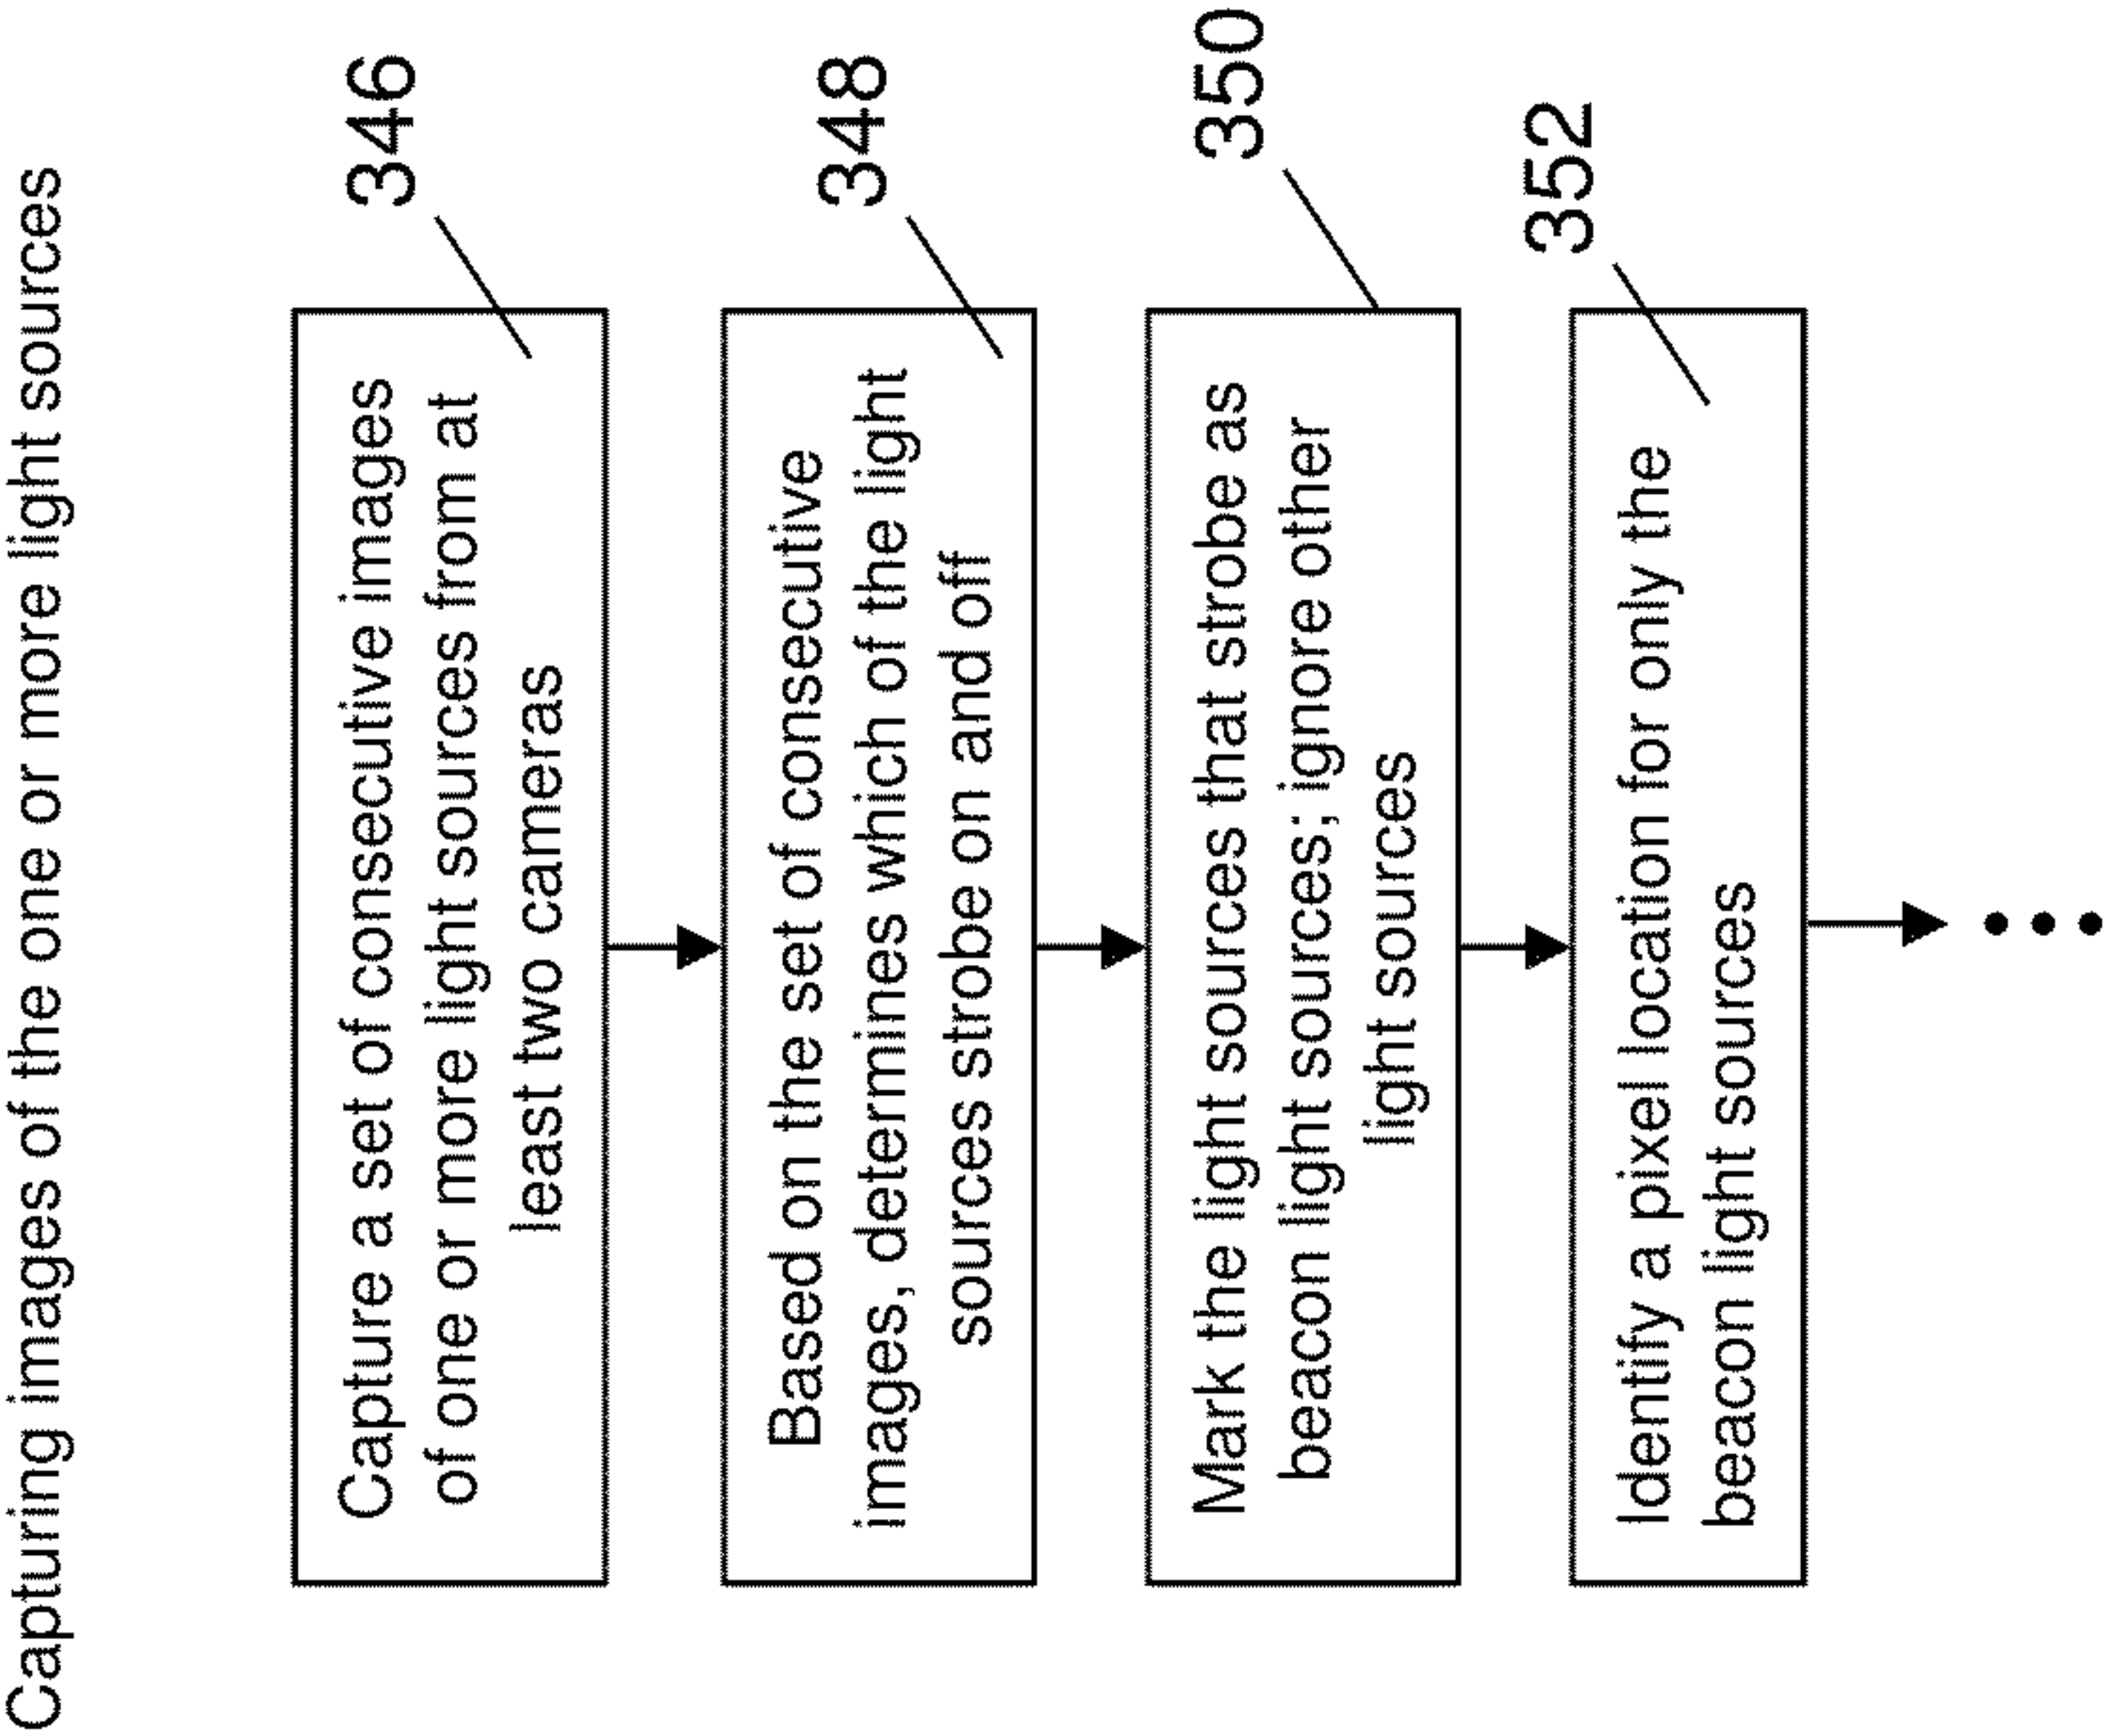 Capturing images of the one or more light sources
Capture a set of consecutive images
of one or more light sources from at
least two cameras
346
Based on the set of consecutive
images, determines which of the light
sources strobe on and off
348
Mark the light sources that strobe as
beacon light sources; ignore other
light sources
350
Identify a pixel location for only the
beacon light sources
352